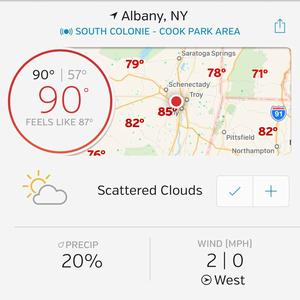 Albany, NY
SOUTH COLONIE - COOK PARK AREA
90° | 57°
90°
FEELS LIKE 87°
79°
Saratoga Springs
78°
71°
Schenectady
Troy
85°
82°
91
82°
Pittsfield
Northampton
76°
Scattered Clouds
PRECIP
20%
WIND (MPH)
2 | 0
West